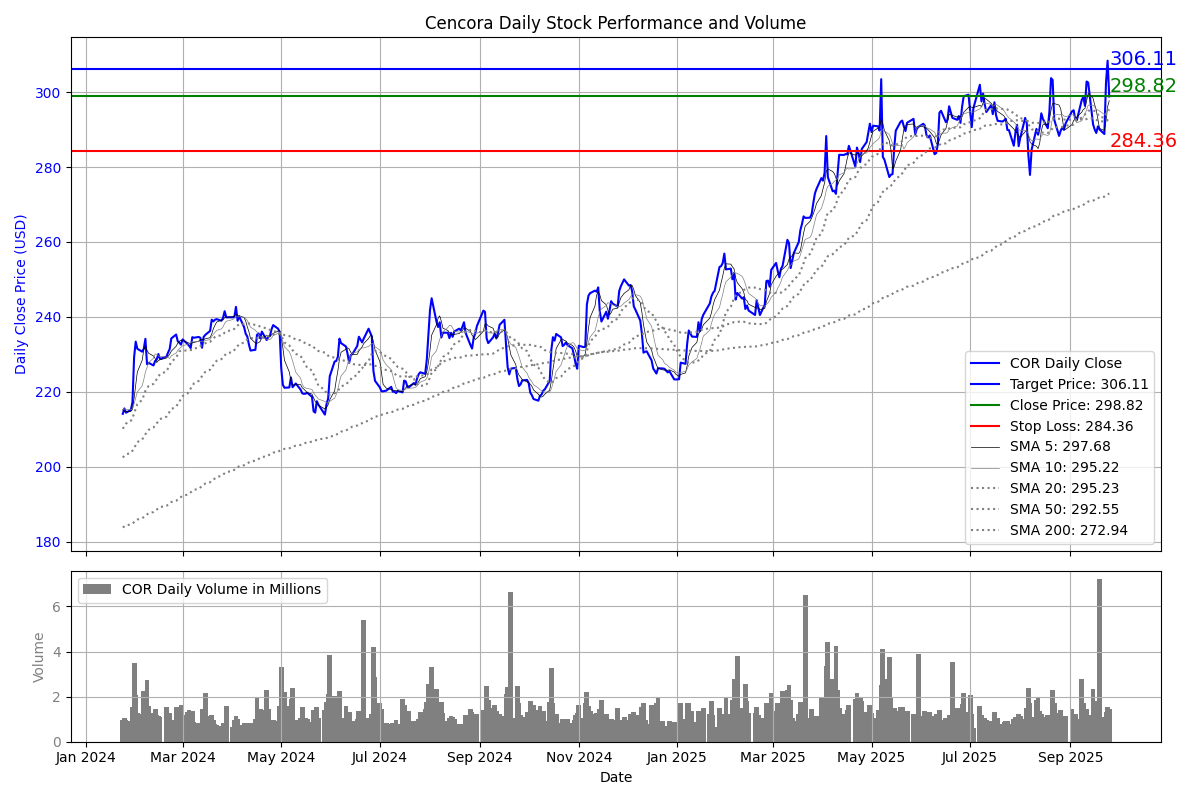 Cencora Daily Stock Performance and Volume
Daily Close Price (USD)
300
280
260
240
220
200
180
306.11
298.82
284.36
COR Daily Close
Target Price: 306.11
Close Price: 298.82
Stop Loss: 284.36
SMA 5: 297.68
SMA 10: 295.22
SMA 20: 295.23
SMA 50: 292.55
SMA 200: 272.94
COR Daily Volume in Millions
Volume
6
4
2
0
Jan 2024 Mar 2024 May 2024 Jul 2024 Sep 2024 Nov 2024 Jan 2025 Mar 2025 May 2025 Jul 2025 Sep 2025
Date